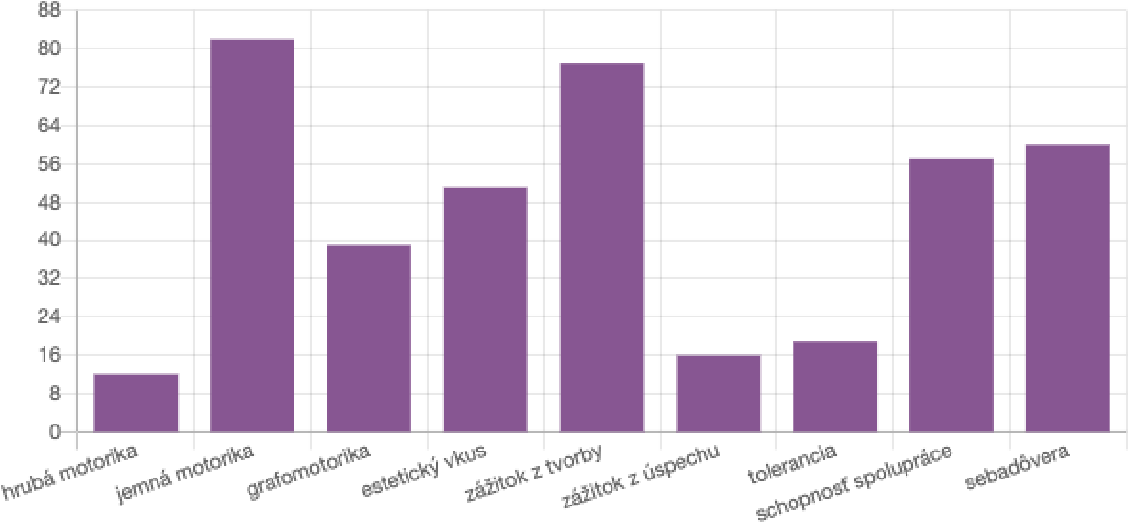 88
80
72
64
56
48
40
32
24
16
8
0
hrubá motorika
jemná motorika
grafomotorika
estetický vkus
zážitok z tvorby
zážitok z úspechu
tolerancia
schopnosť spolupráce
sebadôvera